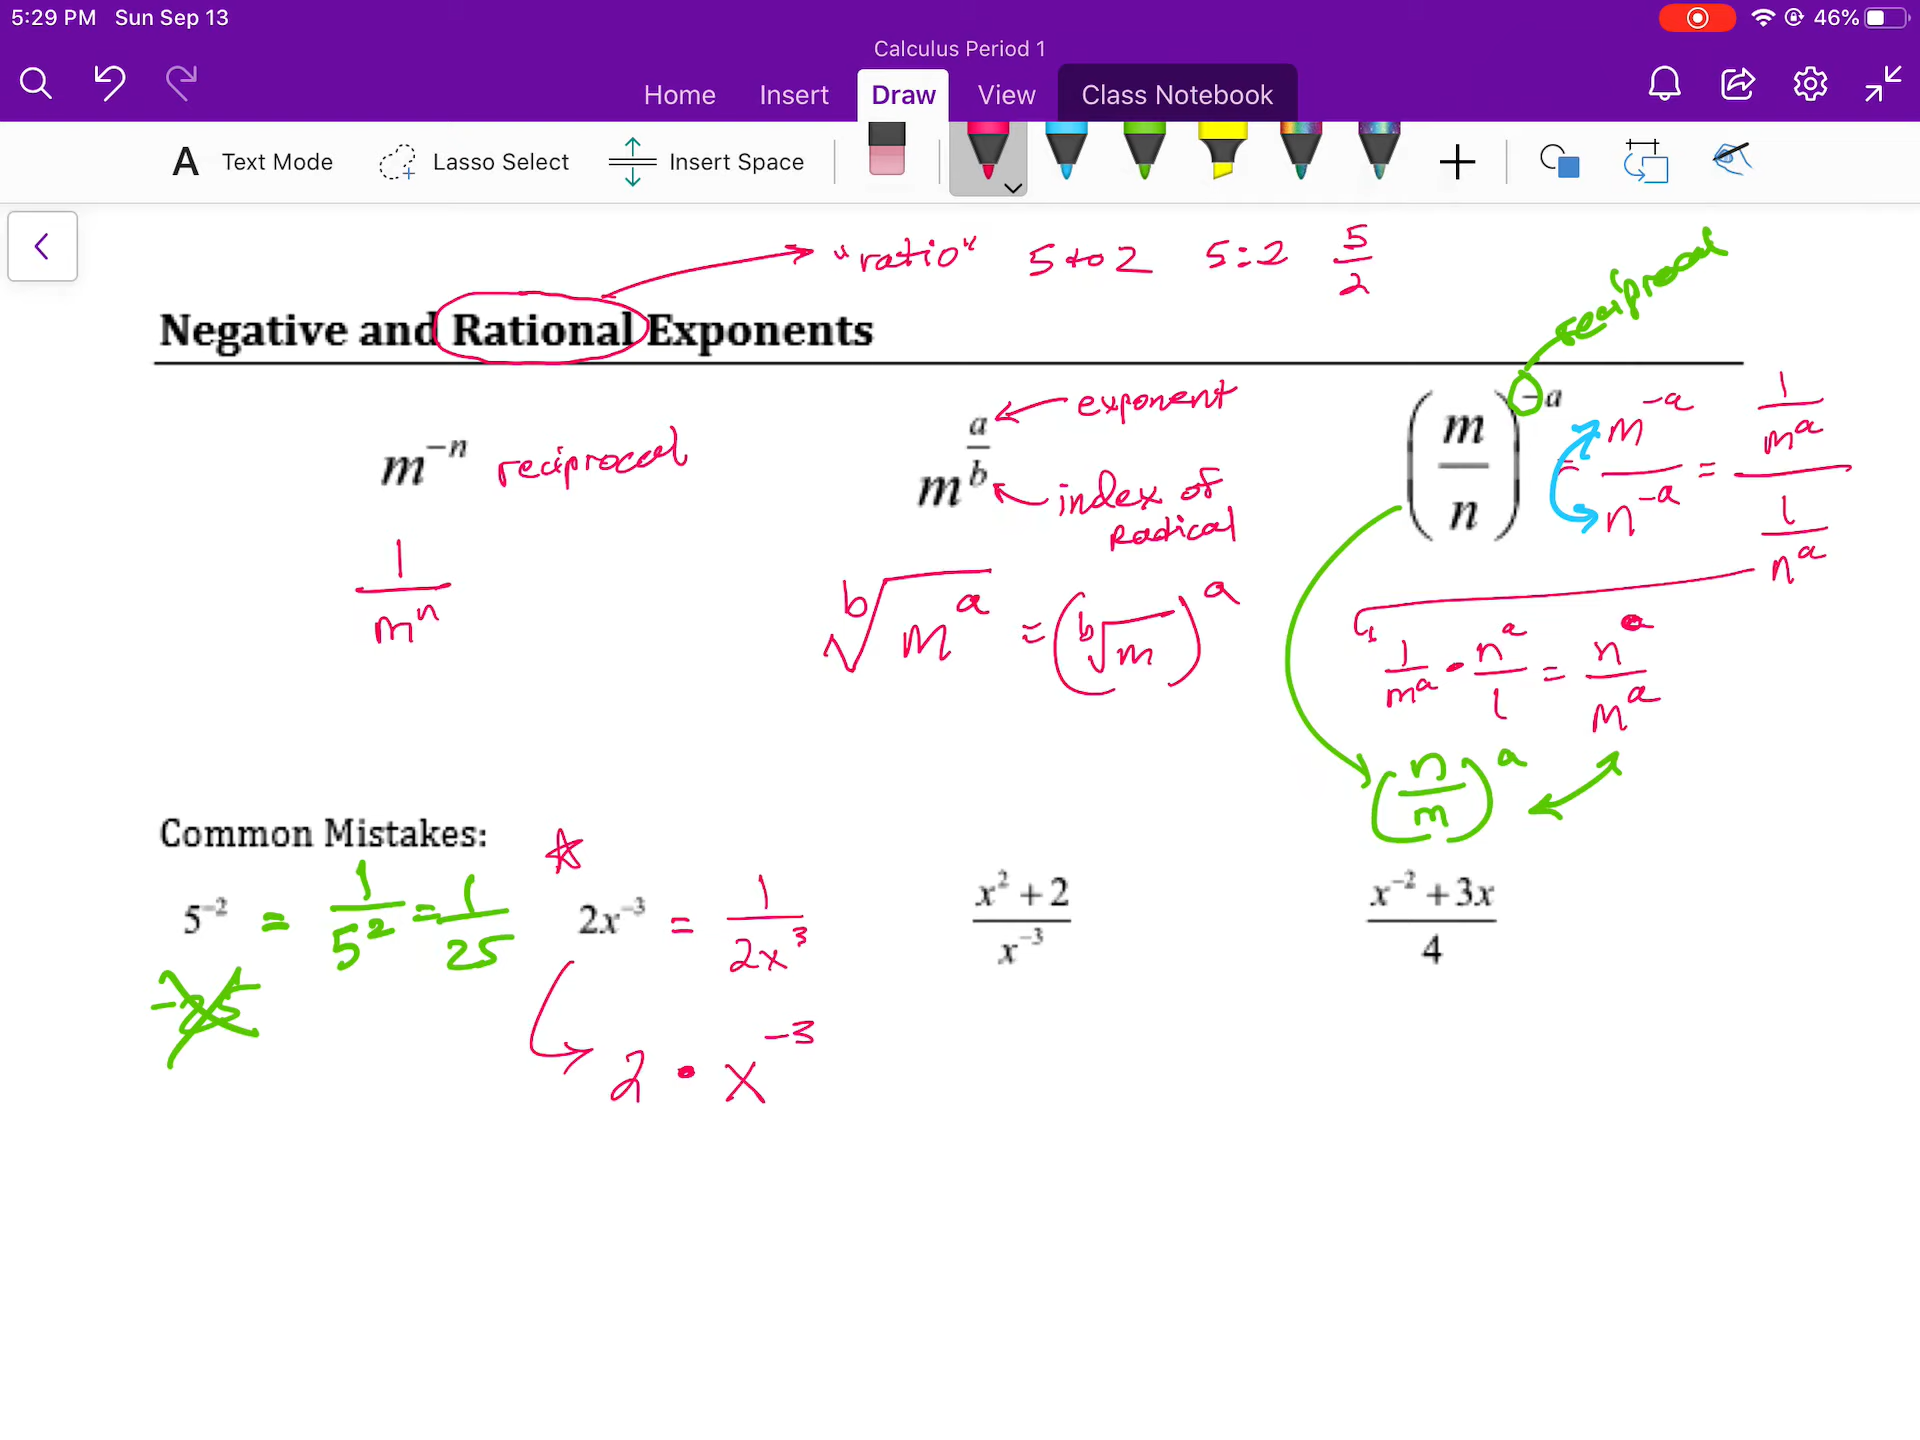 5:29 PM Sun Sep 13
46%
Calculus Period 1
Home Insert Draw View Class Notebook
A Text Mode Lasso Select Insert Space
"ratio" 5 to 2 5:2 5/2
reciprocal
Negative and Rational Exponents
m^{-n} reciprocal
1/m^n
m^{a/b}
exponent
index of
Radical
\sqrt[b]{m^a} = (\sqrt[b]{m})^a
(m/n)^{-a} = m^{-a}/n^{-a} = (1/m^a)/(1/n^a)
1/m^a · n^a/1 = n^a/m^a
(n/m)^a
Common Mistakes:
5^{-2} = 1/5^2 = 1/25
-25
2x^{-3} = 1/2x^3
2 · x^{-3}
(x^2 + 2)/x^{-3}
(x^{-2} + 3x)/4